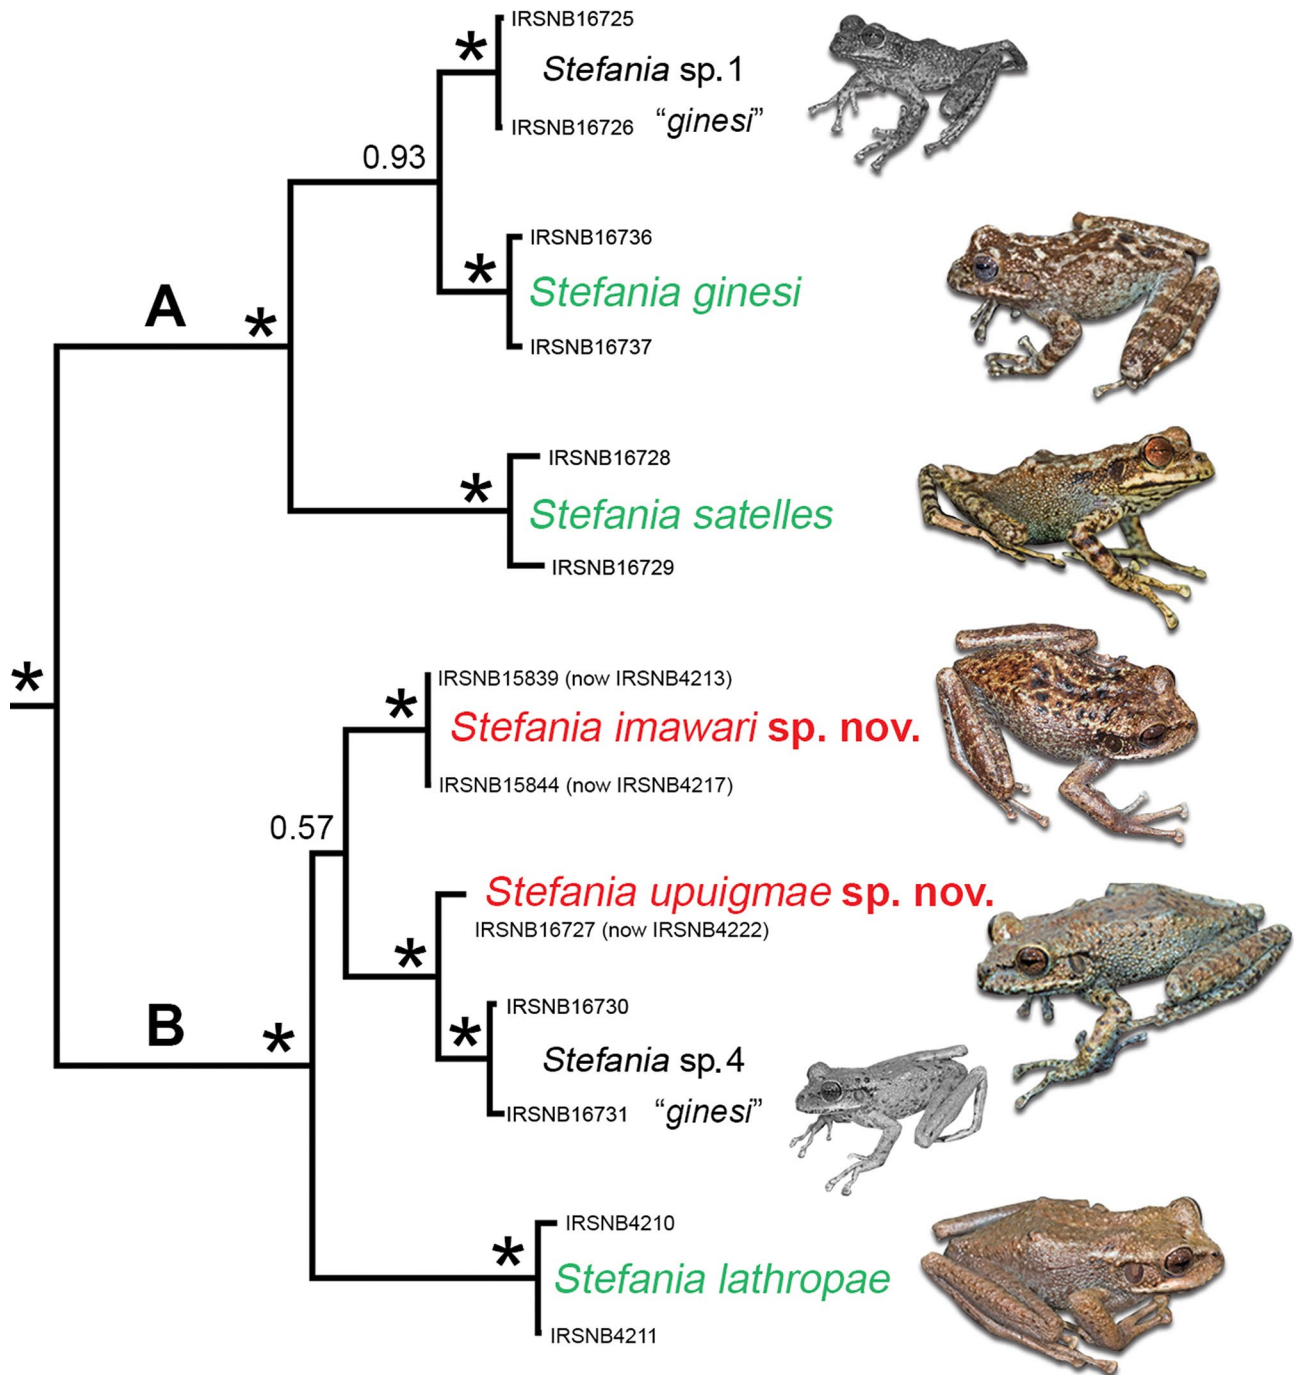 IRSNB16725
*
Stefania sp.1
IRSNB16726 “ginesi”
0.93
IRSNB16736
*
Stefania ginesi
A
*
IRSNB16737
IRSNB16728
*
Stefania satelles
IRSNB16729
*
IRSNB15839 (now IRSNB4213)
*
Stefania imawari sp. nov.
IRSNB15844 (now IRSNB4217)
0.57
Stefania upuigmae sp. nov.
IRSNB16727 (now IRSNB4222)
*
IRSNB16730
B
*
*
Stefania sp.4
IRSNB16731 “ginesi”
IRSNB4210
*
Stefania lathropae
IRSNB4211